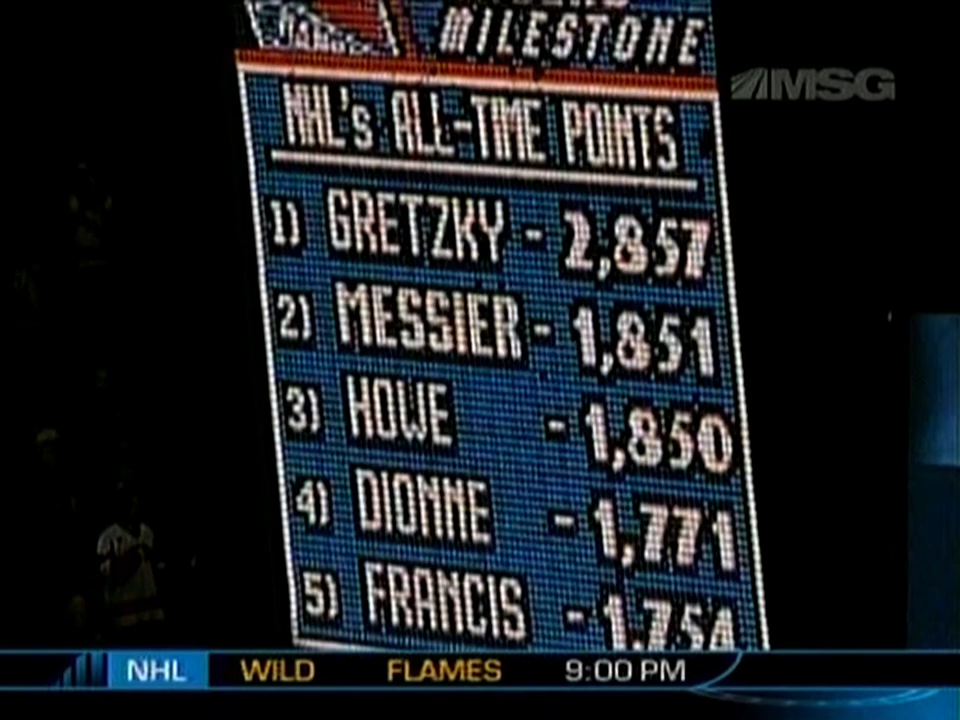 MILESTONE
MSG
NHL's ALL-TIME POINTS
1) GRETZKY - 2,857
2) MESSIER - 1,851
3) HOWE - 1,850
4) DIONNE - 1,771
5) FRANCIS - 1,754
NHL WILD FLAMES 9:00 PM